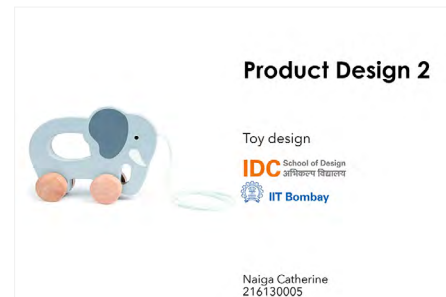 Product Design 2
Toy design
IDC School of Design
अभिकल्प विद्यालय
IIT Bombay
Naiga Catherine
216130005